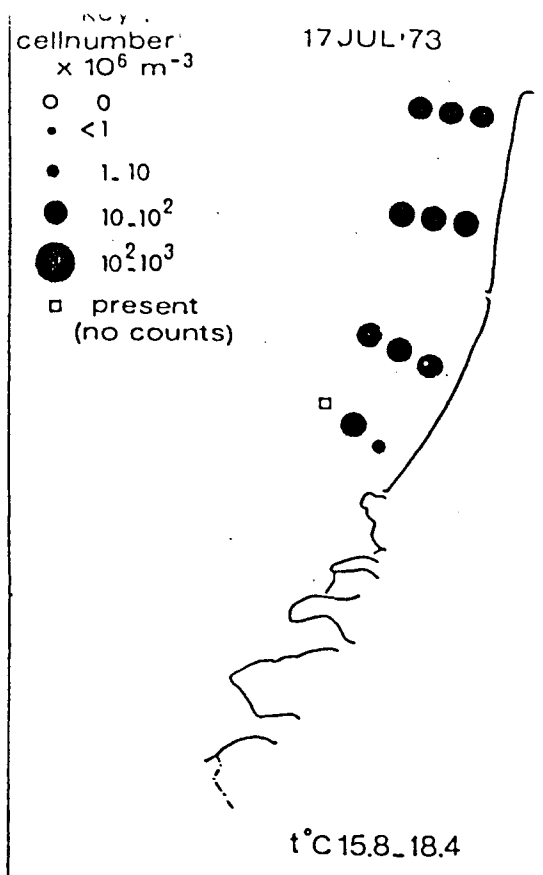 cellnumber
x 10⁶ m⁻³
0
<1
1-10
10-10²
10²-10³
present
(no counts)
17 JUL '73
t°C 15.8-18.4